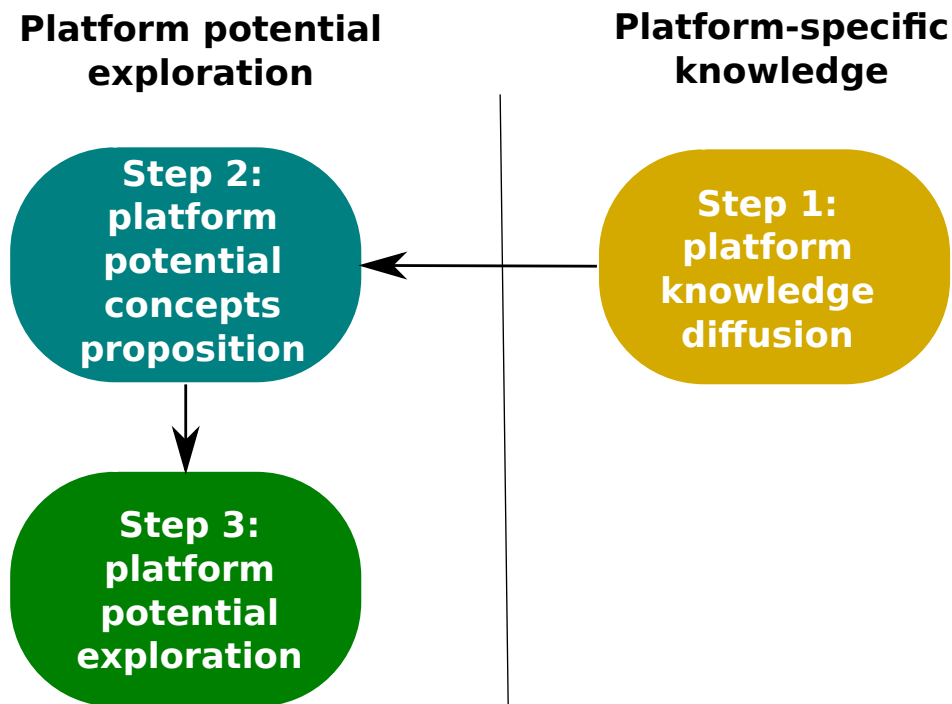 Platform potential
exploration
Platform-specific
knowledge
Step 2:
platform
potential
concepts
proposition
Step 1:
platform
knowledge
diffusion
Step 3:
platform
potential
exploration